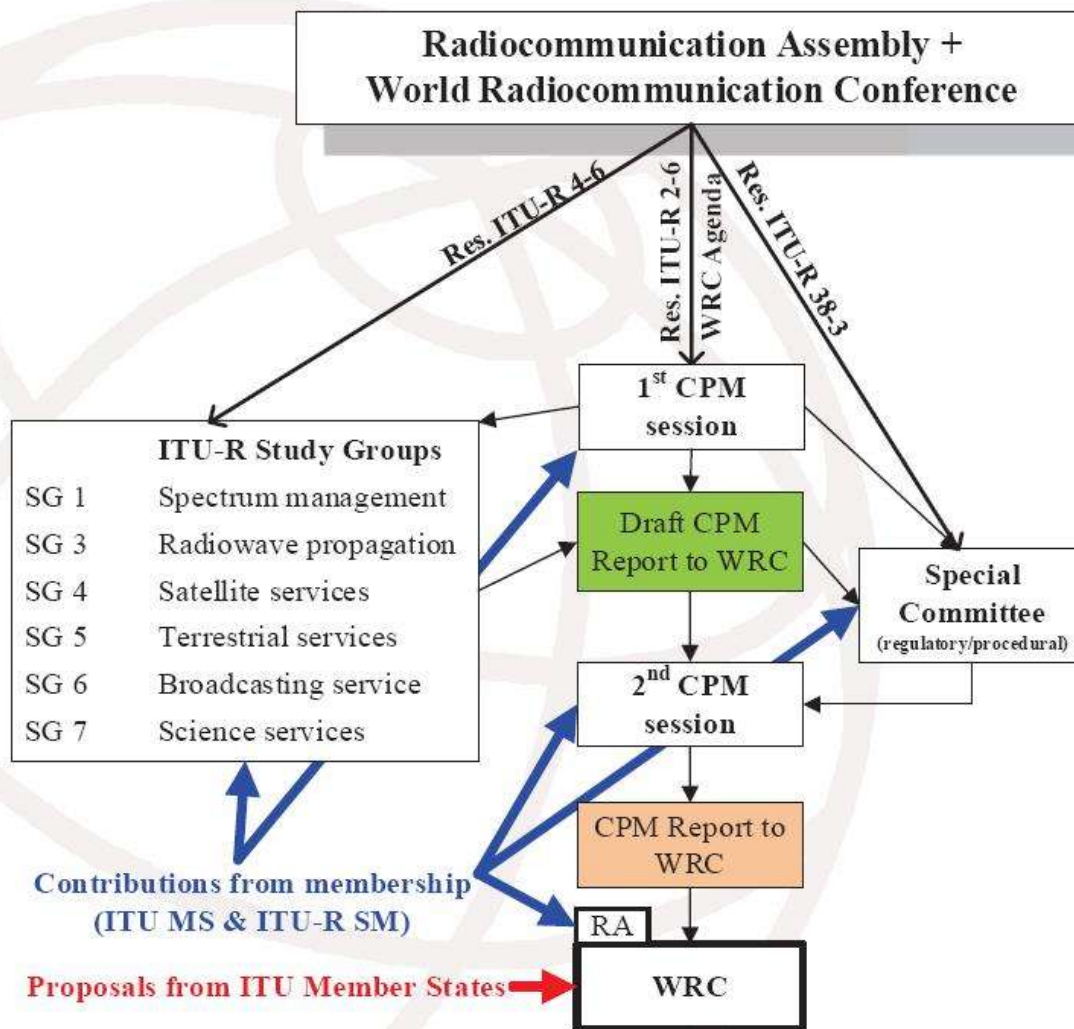 Radiocommunication Assembly +
World Radiocommunication Conference
Res. ITU-R 4-6
Res. ITU-R 2-6
WRC Agenda
Res. ITU-R 38-3
1st CPM
session
ITU-R Study Groups
SG 1 Spectrum management
SG 3 Radiowave propagation
SG 4 Satellite services
SG 5 Terrestrial services
SG 6 Broadcasting service
SG 7 Science services
Draft CPM
Report to WRC
Special
Committee
(regulatory/procedural)
2nd CPM
session
CPM Report to
WRC
Contributions from membership
(ITU MS & ITU-R SM)
RA
Proposals from ITU Member States
WRC